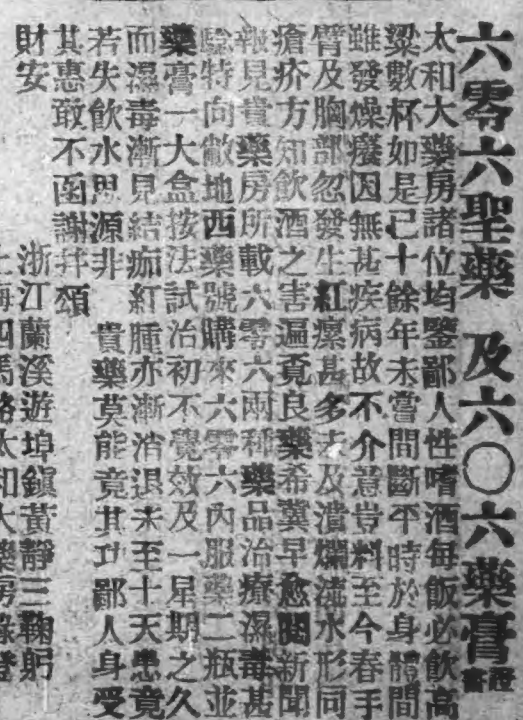 六零六聖藥 及六〇六藥膏 證書
太和大藥房諸位均鑒鄙人性嗜酒每飯必飲高
粱數杯如是已十餘年未嘗間斷平時於身體間
雖發燥癢因無甚疾病故不介意豈料至今春手
臂及胸部忽發生紅瘰甚多未及潰爛流水形同
瘡疥方知飲酒之害遍覓良藥希冀早愈閱新聞
報見貴藥房所載六零六兩種藥品治療濕毒甚
驗特向敝地西藥號購來六零六內服藥二瓶並
藥膏一大盒按法試治初不覺效及一星期之久
而濕毒漸見結痂紅腫亦漸消退未至十天患竟
若失飲水思源非 貴藥莫能竟其功鄙人身受
其惠敢不函謝幷頌
財安
浙江蘭溪遊埠鎮黃靜三鞠躬
上海四馬路太和大藥房錄登